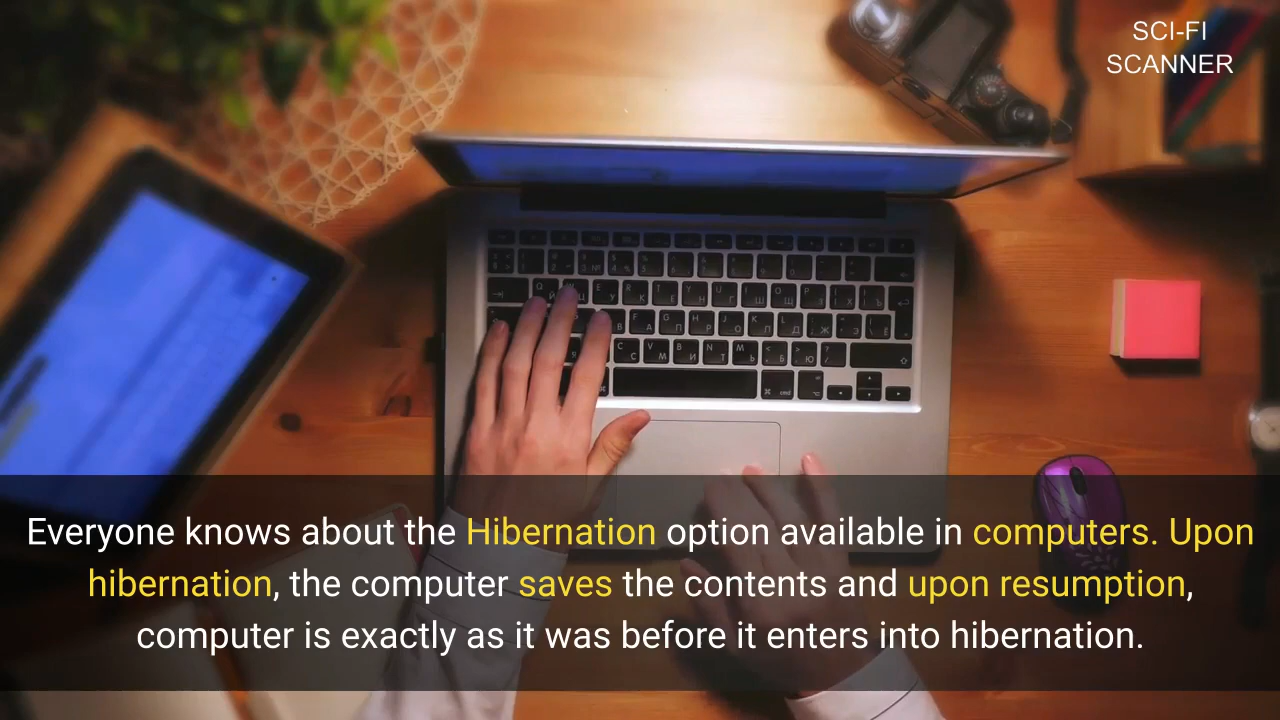 SCI-FI
SCANNER
Everyone knows about the Hibernation option available in computers. Upon
hibernation, the computer saves the contents and upon resumption,
computer is exactly as it was before it enters into hibernation.